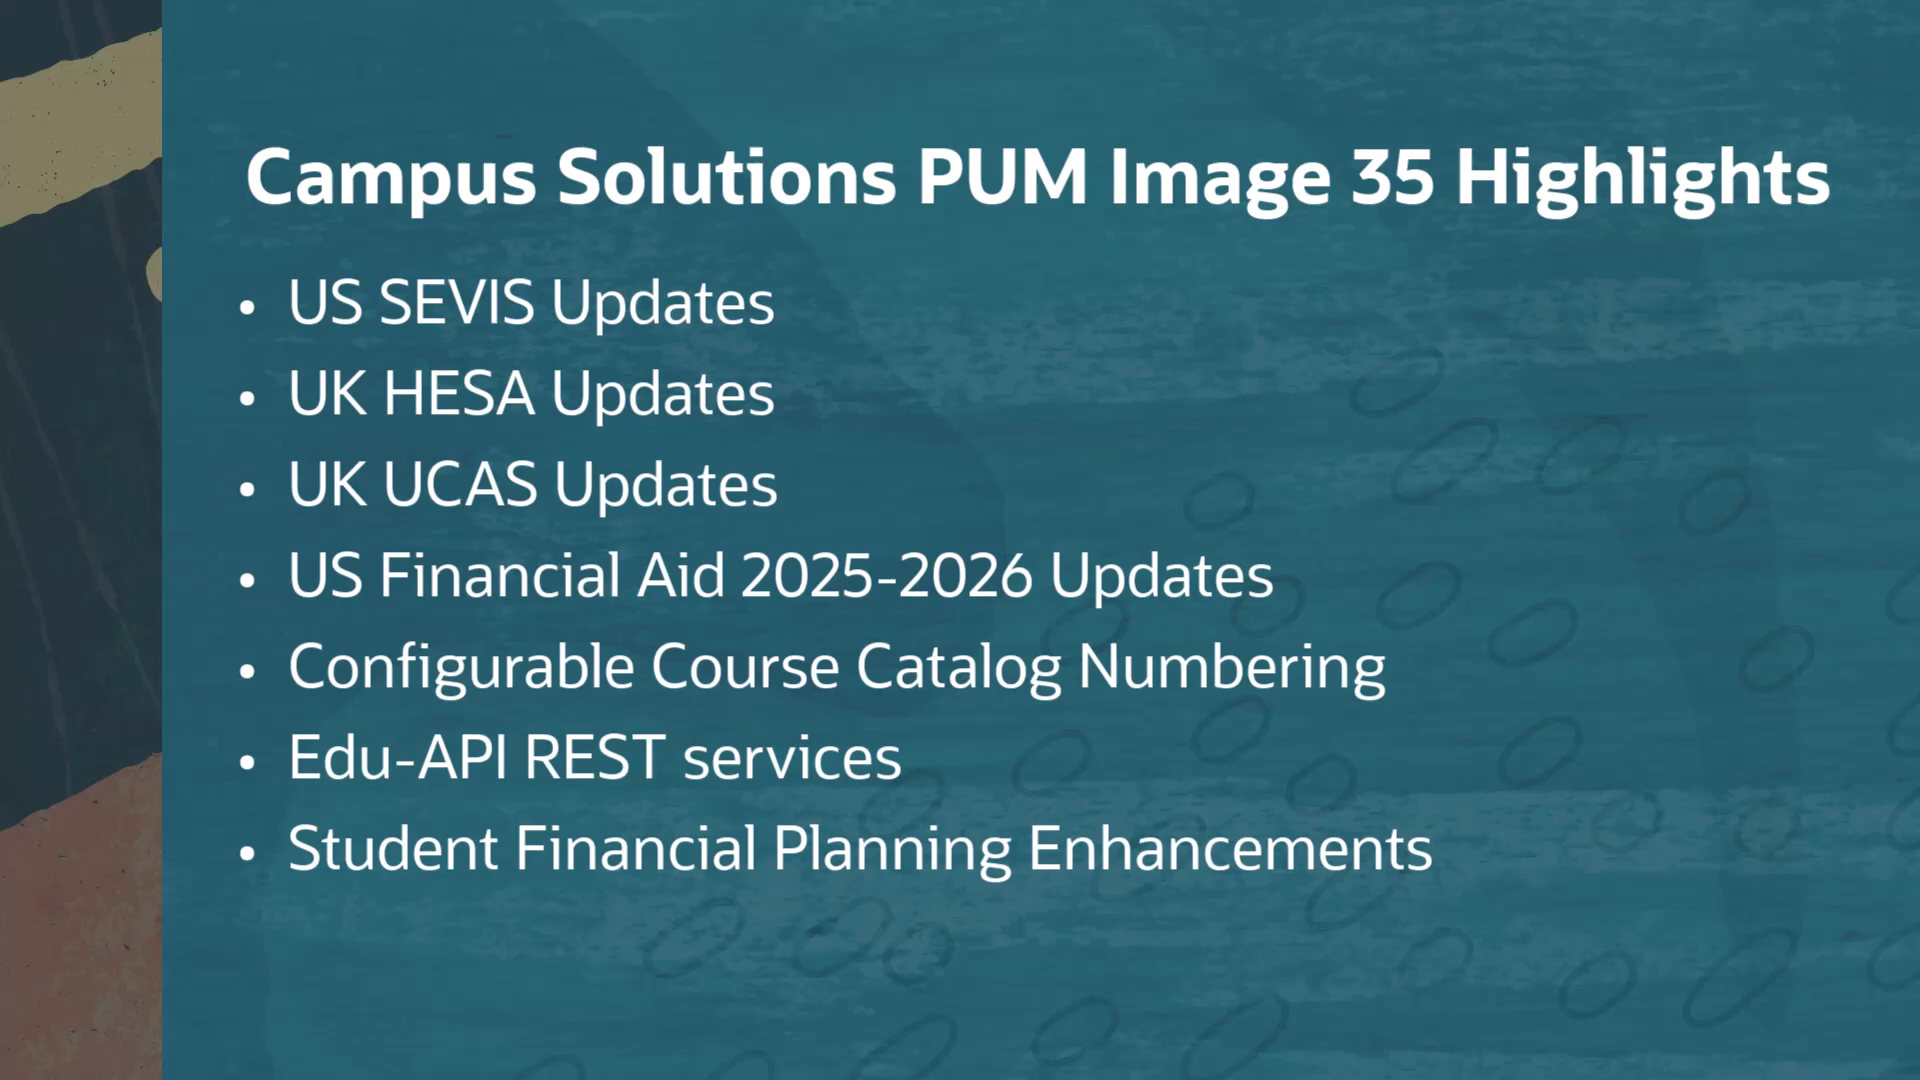 Campus Solutions PUM Image 35 Highlights
• US SEVIS Updates
• UK HESA Updates
• UK UCAS Updates
• US Financial Aid 2025-2026 Updates
• Configurable Course Catalog Numbering
• Edu-API REST services
• Student Financial Planning Enhancements